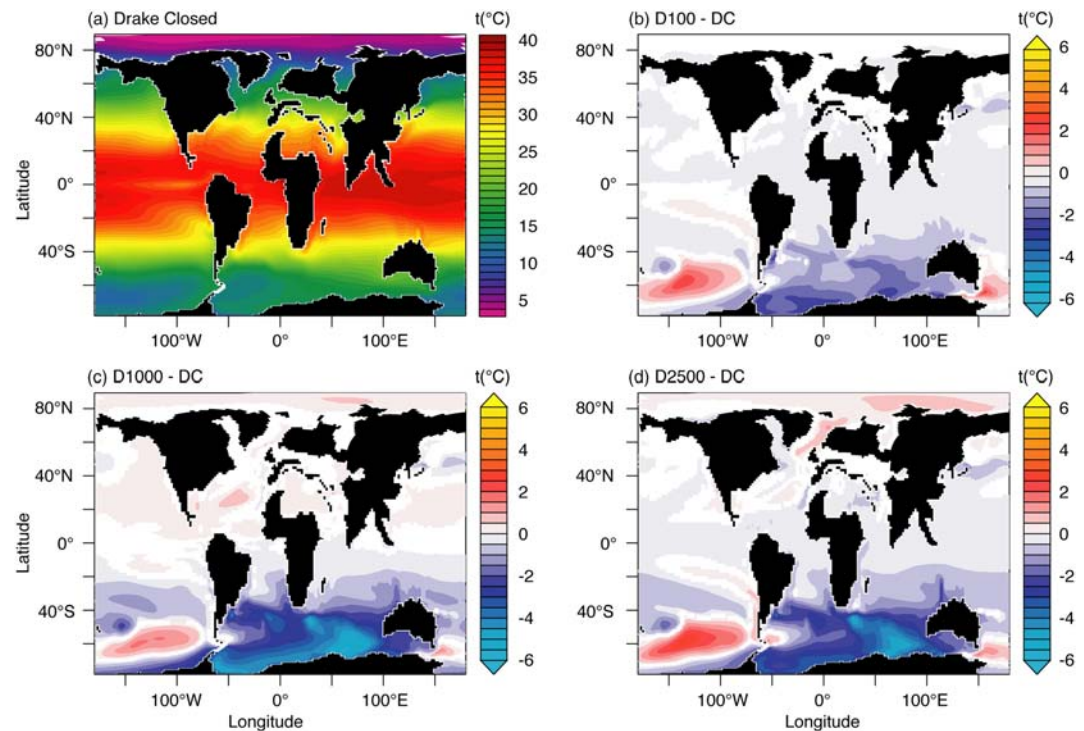 (a) Drake Closed t(°C)
80°N
40°N
0°
40°S
Latitude
100°W 0° 100°E
40
35
30
25
20
15
10
5
(b) D100 - DC t(°C)
80°N
40°N
0°
40°S
100°W 0° 100°E
6
4
2
0
-2
-4
-6
(c) D1000 - DC t(°C)
80°N
40°N
0°
40°S
Latitude
100°W 0° 100°E
Longitude
6
4
2
0
-2
-4
-6
(d) D2500 - DC t(°C)
80°N
40°N
0°
40°S
100°W 0° 100°E
Longitude
6
4
2
0
-2
-4
-6